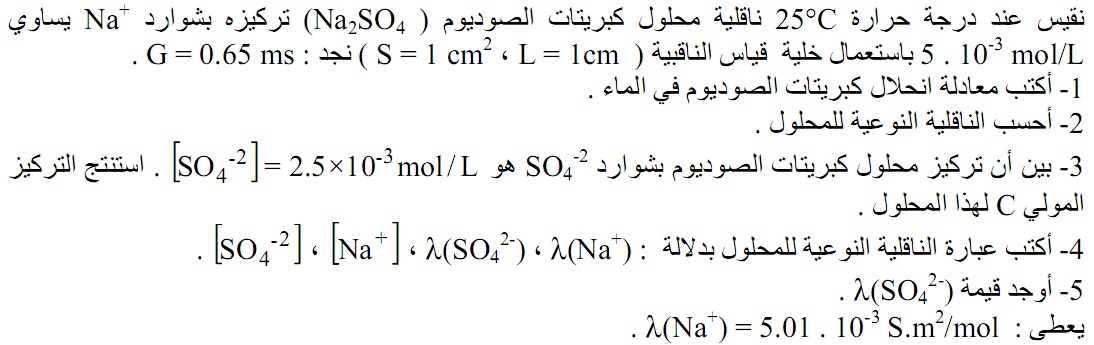 نقيس عند درجة حرارة 25°C ناقلية محلول كبريتات الصوديوم ( Na₂SO₄) تركيزه بشوارد Na⁺ يساوي
5 . 10⁻³ mol/L باستعمال خلية قياس الناقبية ( S = 1 cm² ، L = 1cm ) نجد : G = 0.65 ms .
1- أكتب معادلة انحلال كبريتات الصوديوم في الماء .
2- أحسب الناقلية النوعية للمحلول .
3- بين أن تركيز محلول كبريتات الصوديوم بشوارد SO₄⁻² هو [SO₄⁻²] = 2.5×10⁻³ mol/L . استنتج التركيز
المولي C لهذا المحلول .
4- أكتب عبارة الناقلية النوعية للمحلول بدلالة : λ(Na⁺) ، λ(SO₄²⁻) ، [Na⁺] ، [SO₄⁻²] .
5- أوجد قيمة λ(SO₄²⁻) .
يعطى : λ(Na⁺) = 5.01 . 10⁻³ S.m²/mol .